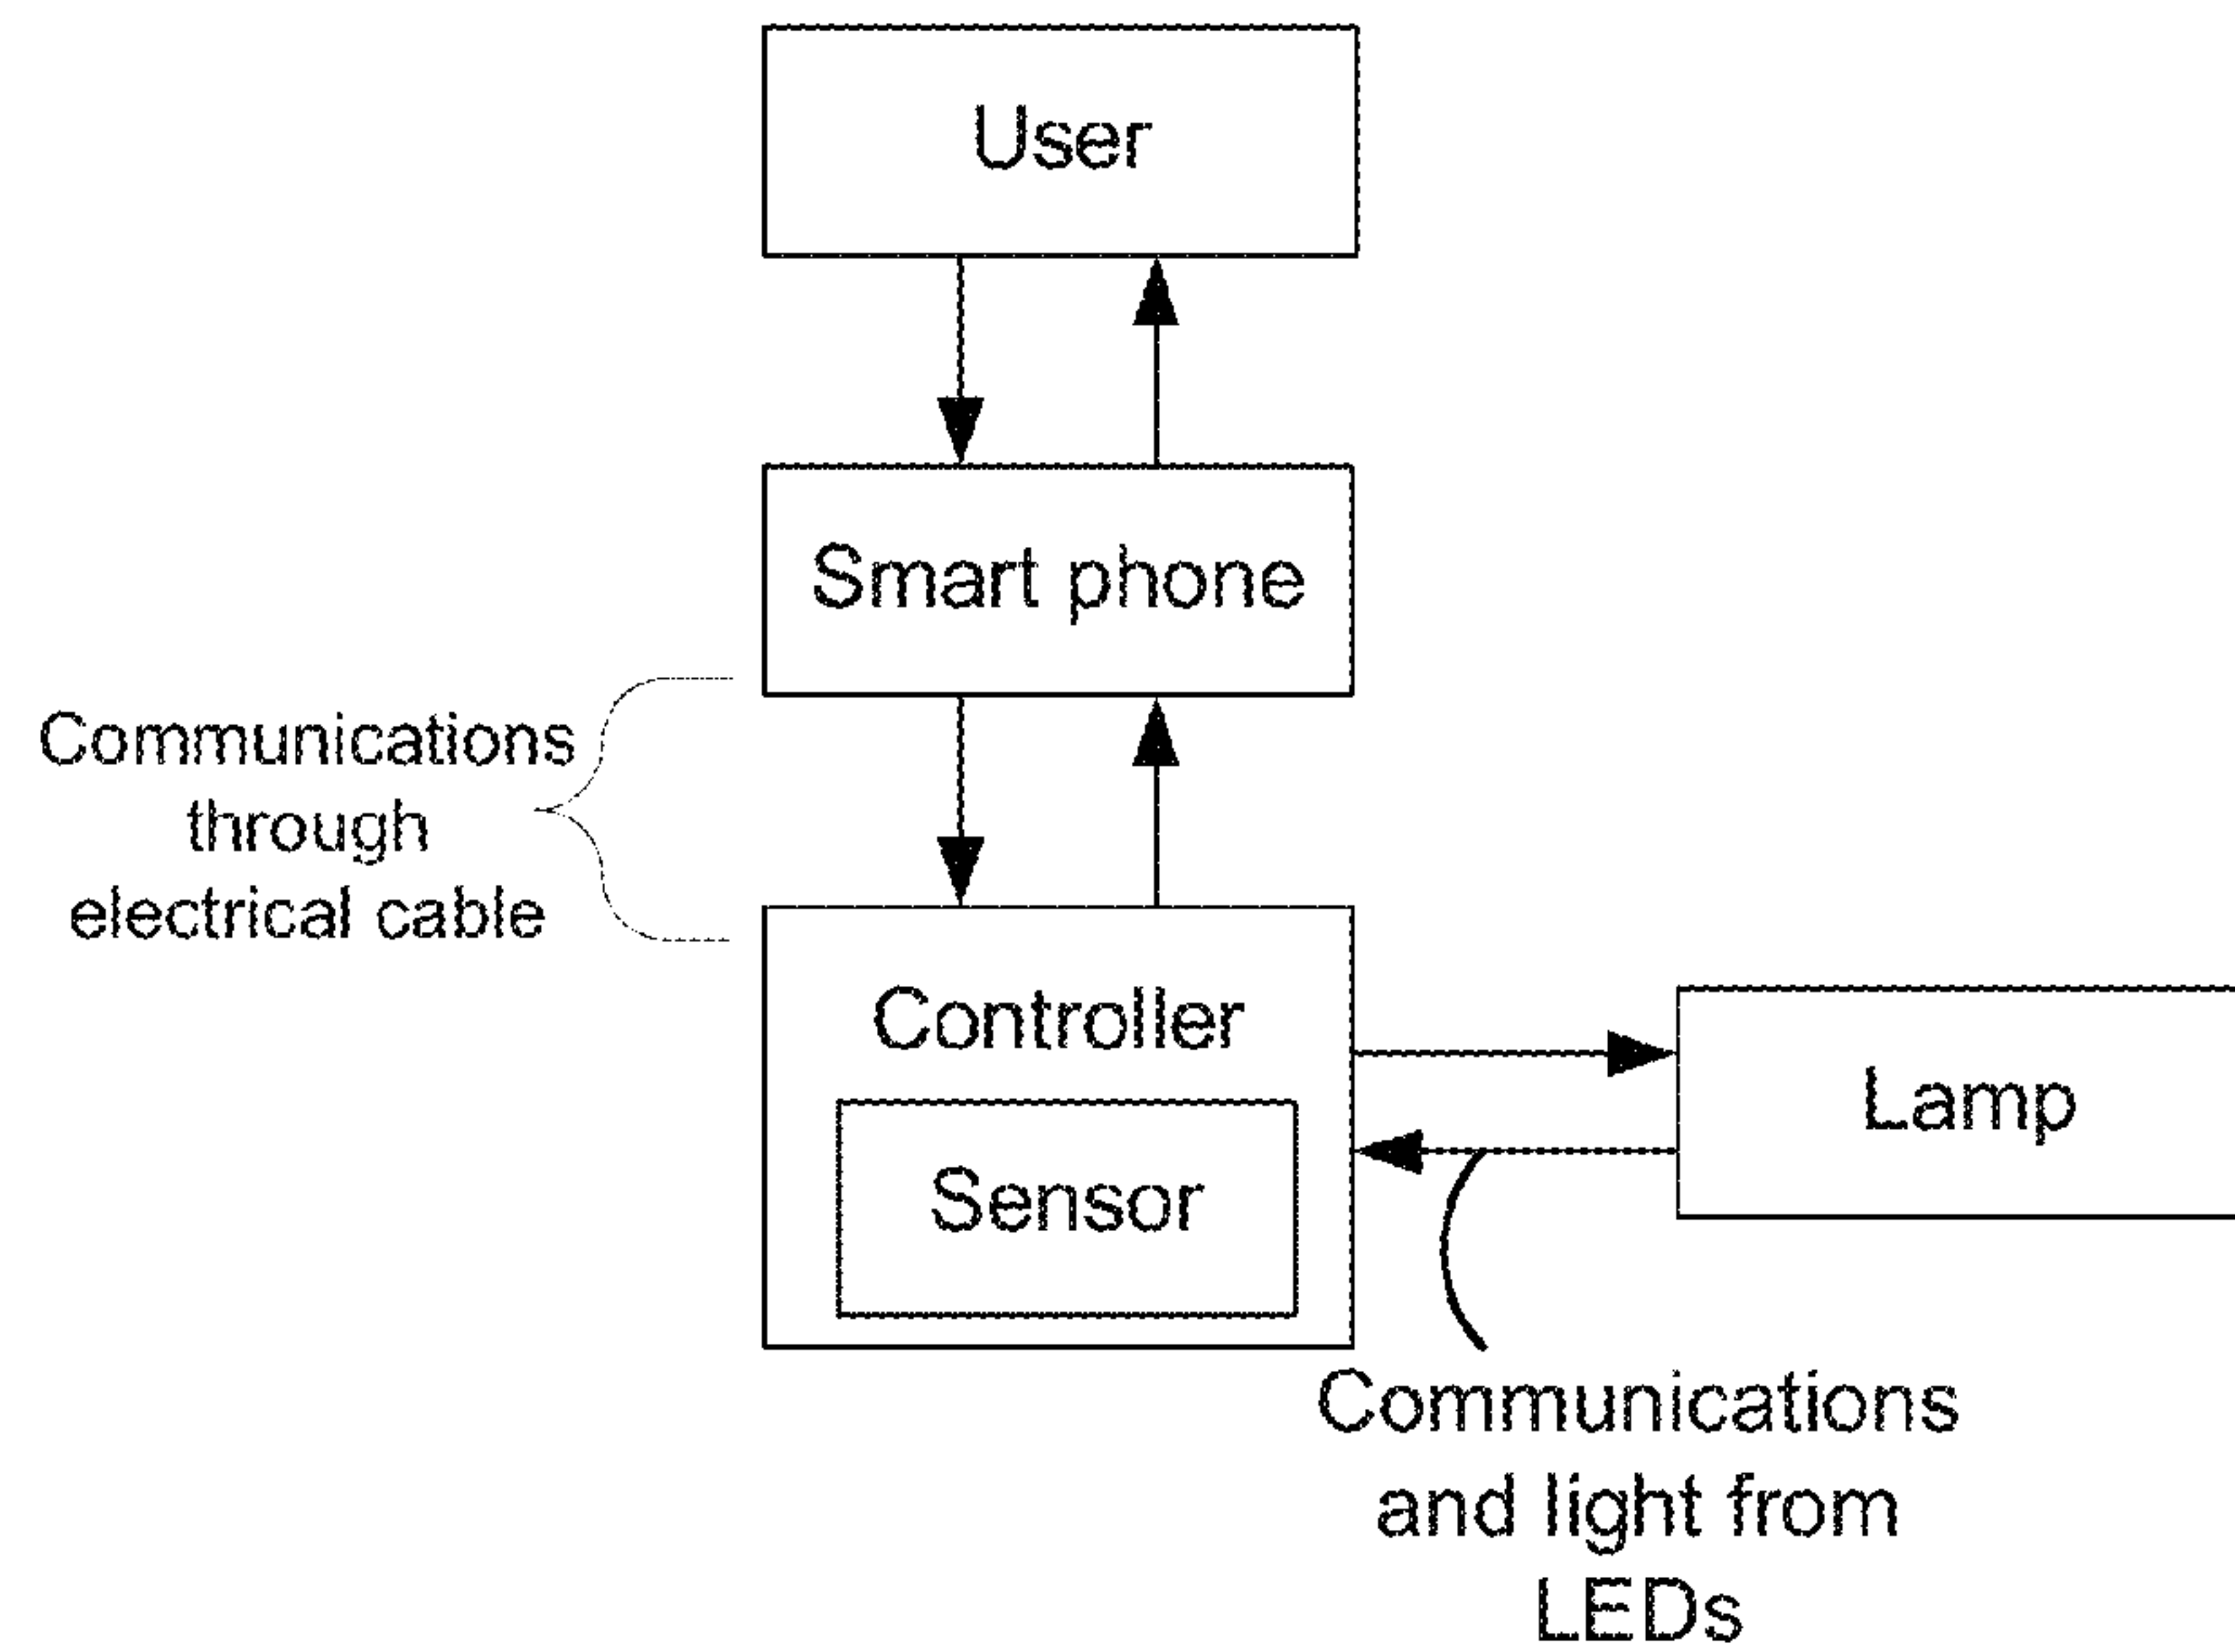 User
Smart phone
Communications
through
electrical cable
Controller
Sensor
Lamp
Communications
and light from
LEDs